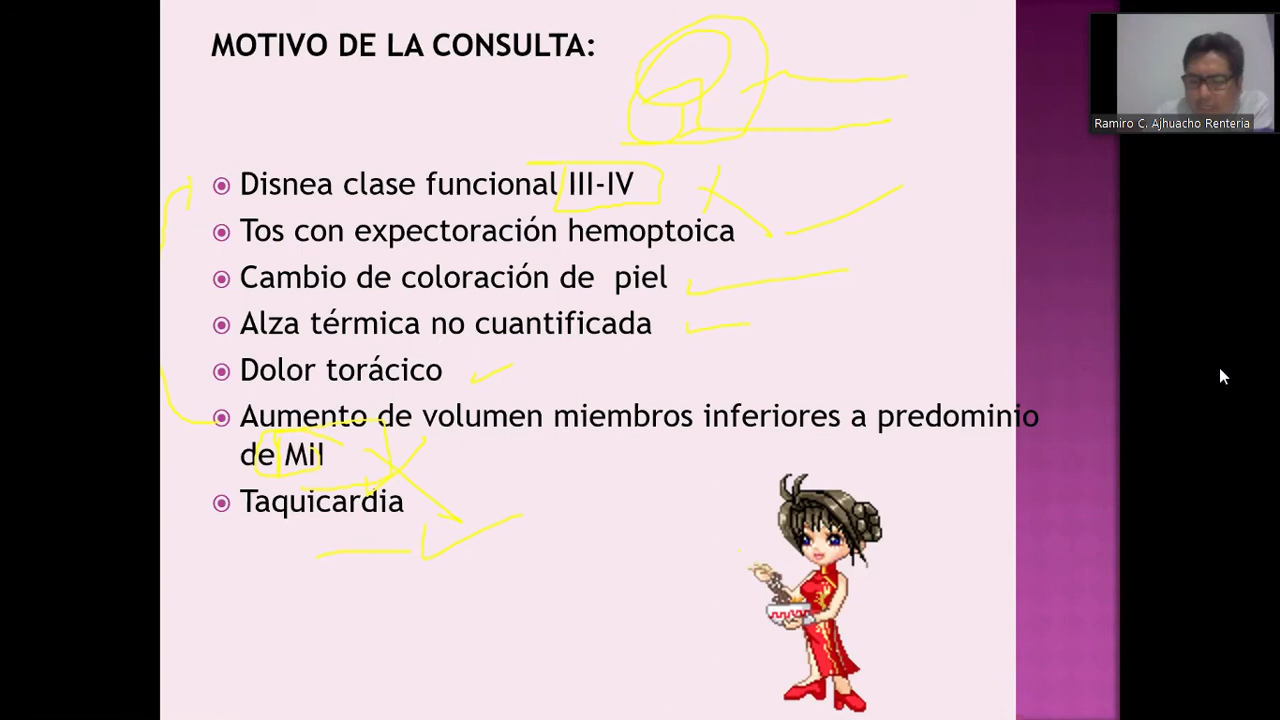 MOTIVO DE LA CONSULTA:
Ramiro C. Ajhuacho Renteria
Disnea clase funcional III-IV
Tos con expectoración hemoptoica
Cambio de coloración de piel
Alza térmica no cuantificada
Dolor torácico
Aumento de volumen miembros inferiores a predominio
de MiI
Taquicardia